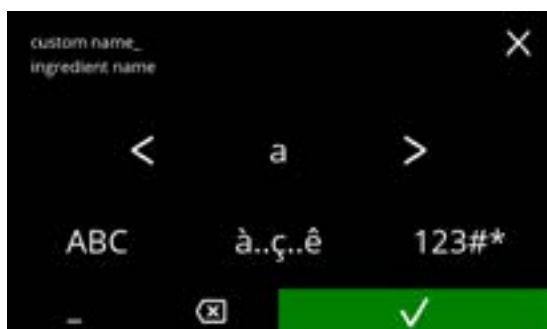 custom name_
ingredient name
< a >
ABC à..ç..ê 123#*
_